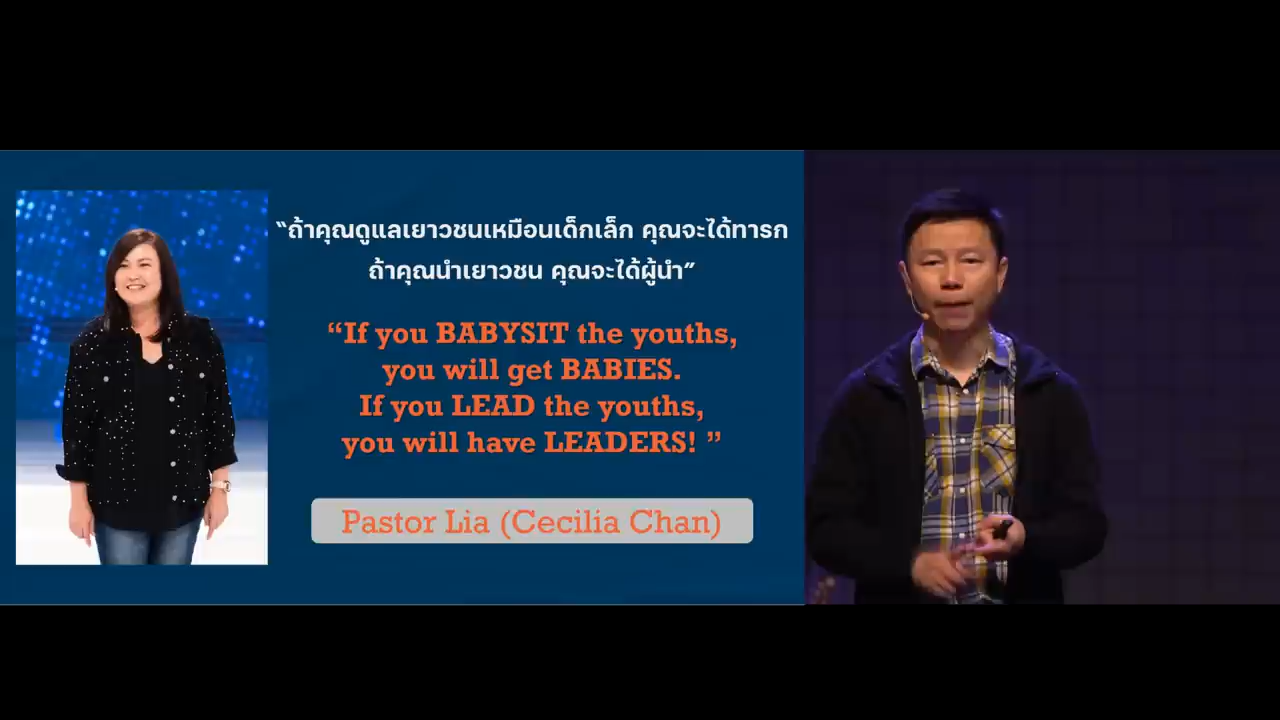 “ถ้าคุณดูแลเยาวชนเหมือนเด็กเล็ก คุณจะได้ทารก
ถ้าคุณนำเยาวชน คุณจะได้ผู้นำ”
“If you BABYSIT the youths,
you will get BABIES.
If you LEAD the youths,
you will have LEADERS! ”
Pastor Lia (Cecilia Chan)